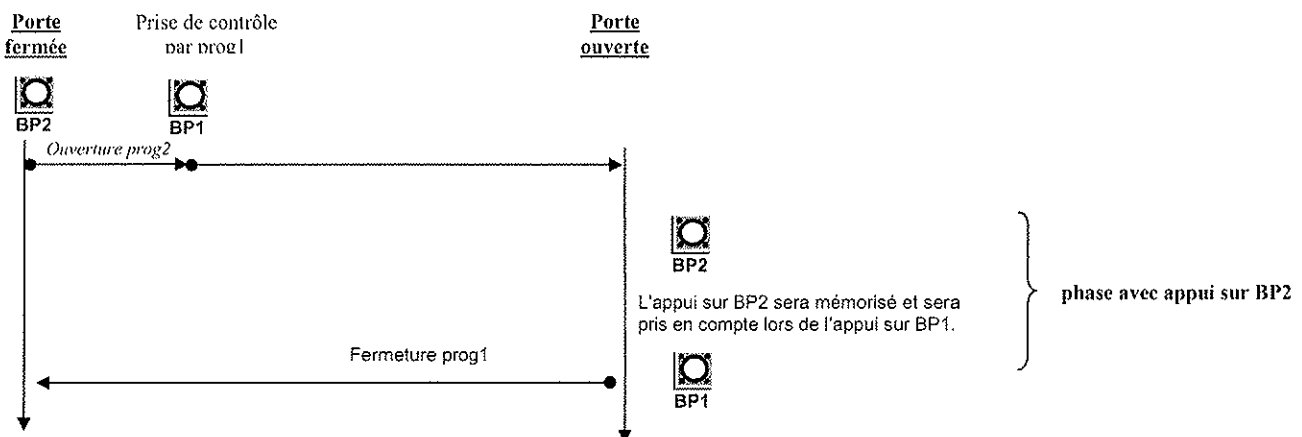 Porte
fermée
Prise de contrôle
par prog1
Porte
ouverte
BP2
BP1
Ouverture prog2
BP2
L'appui sur BP2 sera mémorisé et sera
pris en compte lors de l'appui sur BP1.
phase avec appui sur BP2
Fermeture prog1
BP1